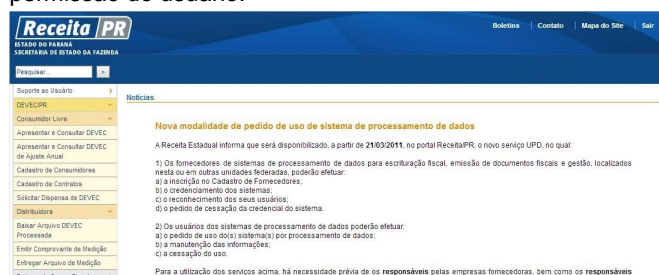 permissão do usuário.
Receita PR
ESTADO DO PARANÁ
SECRETARIA DE ESTADO DA FAZENDA
Boletins
Contato
Mapa do Site
Sair
Pesquisar...
Suporte ao Usuário
DEVEC/PR
Consumidor Livre
Apresentar e Consultar DEVEC
Apresentar e Consultar DEVEC
de Ajuste Anual
Cadastro de Consumidores
Cadastro de Contratos
Solicitar Dispensa de DEVEC
Distribuidora
Baixar Arquivo DEVEC
Processada
Emitir Comprovante de Medição
Entregar Arquivo de Medição
Notícias
Nova modalidade de pedido de uso de sistema de processamento de dados
A Receita Estadual informa que será disponibilizado, a partir de 21/03/2011, no portal Receita/PR, o novo serviço UPD, no qual:
1) Os fornecedores de sistemas de processamento de dados para escrituração fiscal, emissão de documentos fiscais e gestão, localizados
nesta ou em outras unidades federadas, poderão efetuar:
a) a inscrição no Cadastro de Fornecedores;
b) o credenciamento dos sistemas;
c) o reconhecimento dos seus usuários;
d) o pedido de cessação da credencial do sistema.
2) Os usuários dos sistemas de processamento de dados poderão efetuar:
a) o pedido de uso do(s) sistema(s) por processamento de dados;
b) a manutenção das informações;
c) a cessação do uso.
Para a utilização dos serviços acima, há necessidade prévia de os responsáveis pelas empresas fornecedoras, bem como os responsáveis